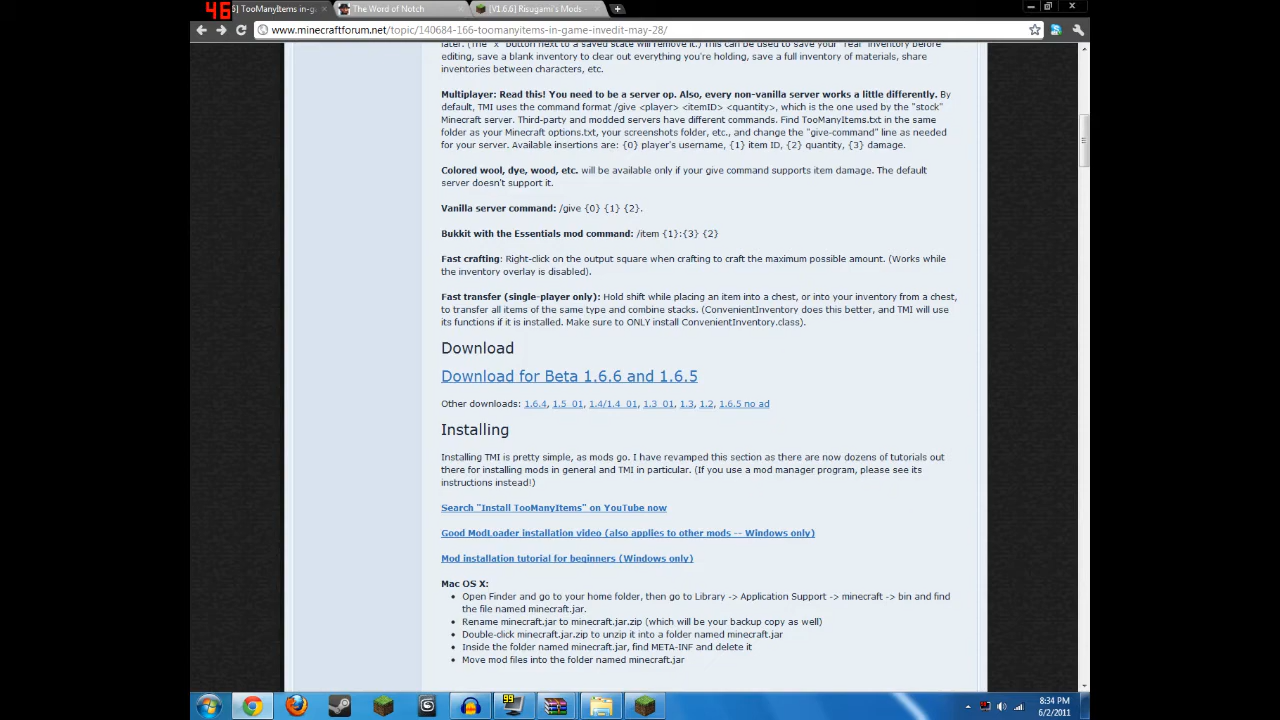 46
5] TooManyItems in-g
The Word of Notch
[V1.6.6] Risugami's Mods -
www.minecraftforum.net/topic/140684-166-toomanyitems-in-game-invedit-may-28/
later. (The "x" button next to a saved state will remove it.) This can be used to save your "real" inventory before
editing, save a blank inventory to clear out everything you're holding, save a full inventory of materials, share
inventories between characters, etc.
Multiplayer: Read this! You need to be a server op. Also, every non-vanilla server works a little differently. By
default, TMI uses the command format /give <player> <itemID> <quantity>, which is the one used by the "stock"
Minecraft server. Third-party and modded servers have different commands. Find TooManyItems.txt in the same
folder as your Minecraft options.txt, your screenshots folder, etc., and change the "give-command" line as needed
for your server. Available insertions are: {0} player's username, {1} item ID, {2} quantity, {3} damage.
Colored wool, dye, wood, etc. will be available only if your give command supports item damage. The default
server doesn't support it.
Vanilla server command: /give {0} {1} {2}.
Bukkit with the Essentials mod command: /item {1}:{3} {2}
Fast crafting: Right-click on the output square when crafting to craft the maximum possible amount. (Works while
the inventory overlay is disabled).
Fast transfer (single-player only): Hold shift while placing an item into a chest, or into your inventory from a chest,
to transfer all items of the same type and combine stacks. (ConvenientInventory does this better, and TMI will use
its functions if it is installed. Make sure to ONLY install ConvenientInventory.class).
Download
Download for Beta 1.6.6 and 1.6.5
Other downloads: 1.6.4, 1.5_01, 1.4/1.4_01, 1.3_01, 1.3, 1.2, 1.6.5 no ad
Installing
Installing TMI is pretty simple, as mods go. I have revamped this section as there are now dozens of tutorials out
there for installing mods in general and TMI in particular. (If you use a mod manager program, please see its
instructions instead!)
Search "Install TooManyItems" on YouTube now
Good ModLoader installation video (also applies to other mods -- Windows only)
Mod installation tutorial for beginners (Windows only)
Mac OS X:
Open Finder and go to your home folder, then go to Library -> Application Support -> minecraft -> bin and find
the file named minecraft.jar.
Rename minecraft.jar to minecraft.jar.zip (which will be your backup copy as well)
Double-click minecraft.jar.zip to unzip it into a folder named minecraft.jar
Inside the folder named minecraft.jar, find META-INF and delete it
Move mod files into the folder named minecraft.jar
99
8:34 PM
6/2/2011